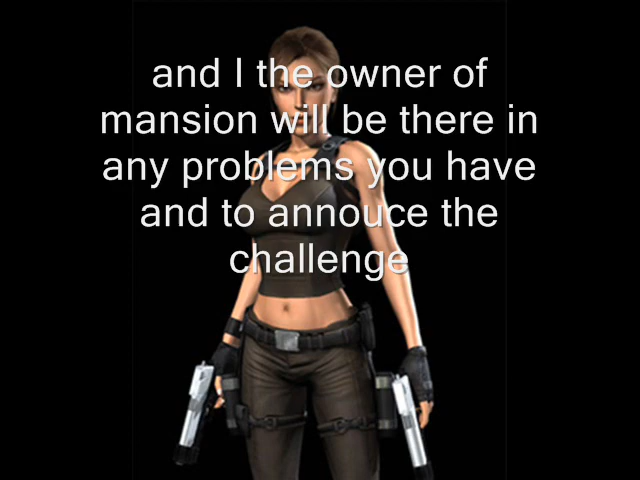 and I the owner of
mansion will be there in
any problems you have
and to annouce the
challenge